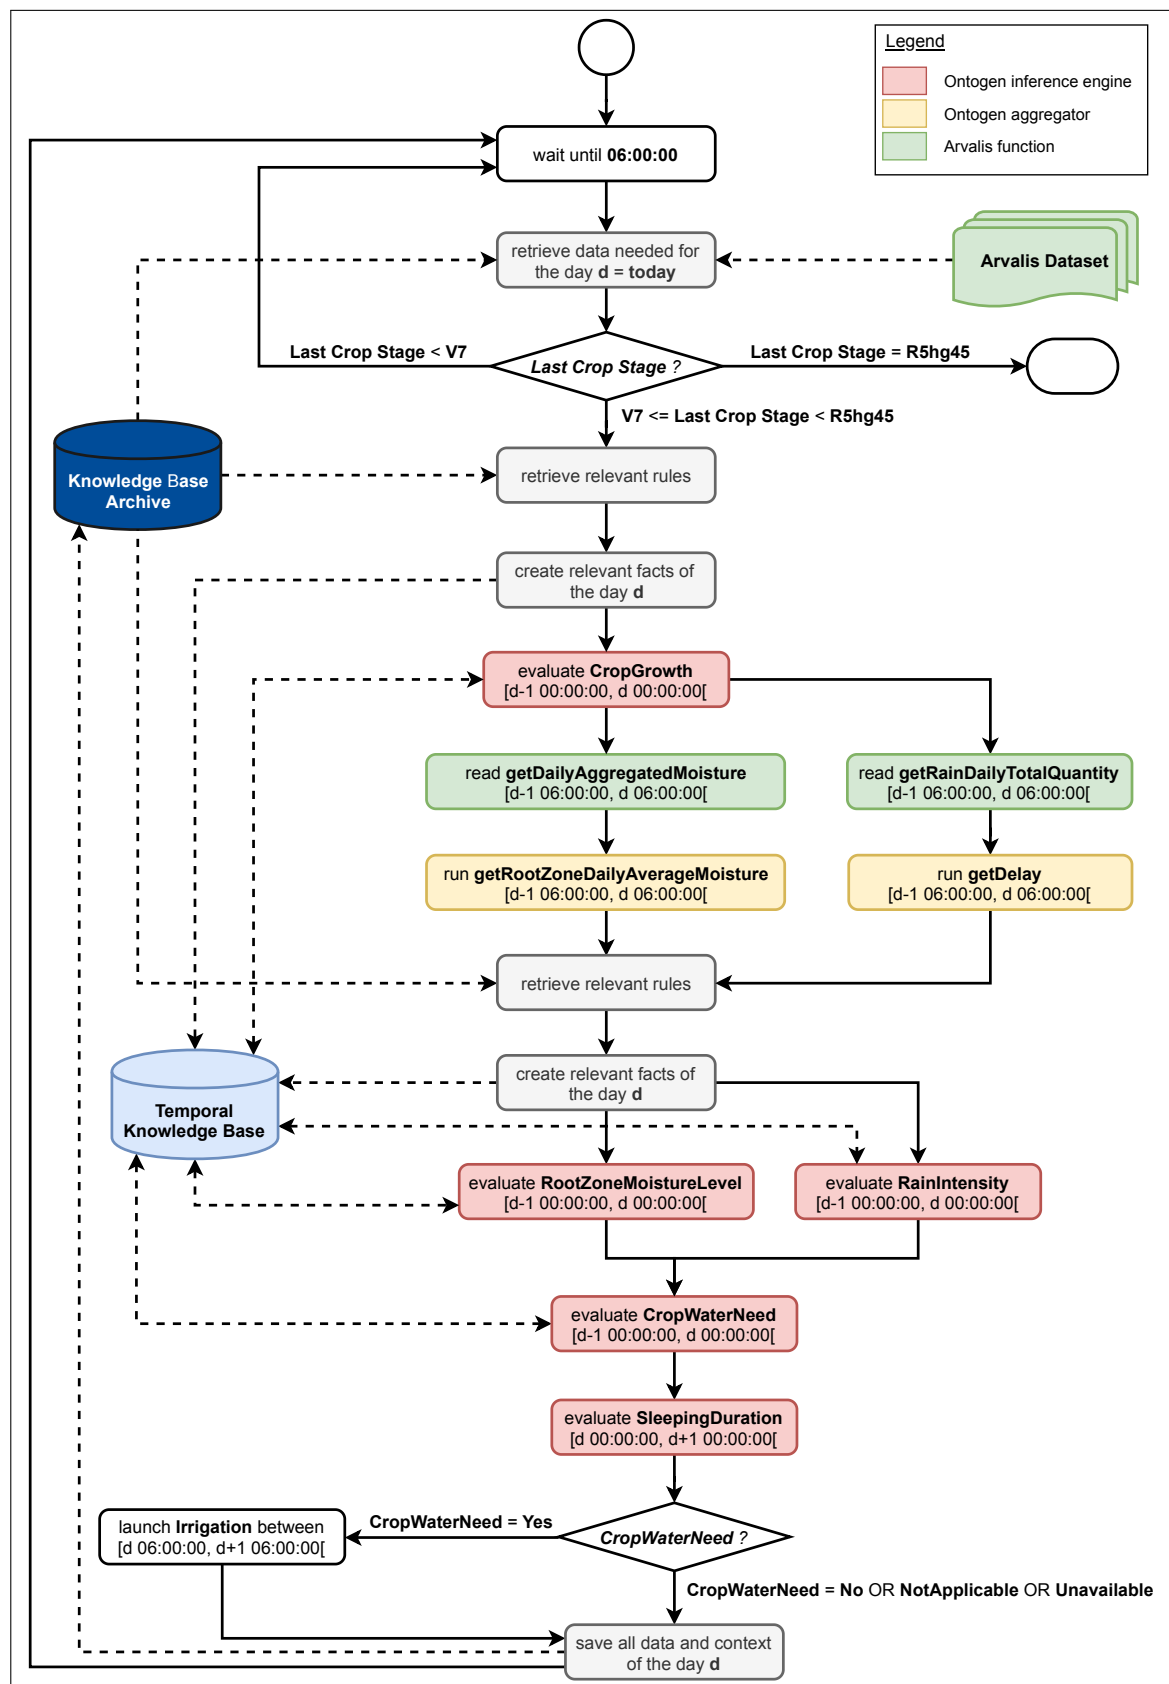 Legend
Ontogen inference engine
Ontogen aggregator
Arvalis function
wait until 06:00:00
retrieve data needed for
the day d = today
Arvalis Dataset
Last Crop Stage < V7
Last Crop Stage ?
Last Crop Stage = R5hg45
V7 <= Last Crop Stage < R5hg45
Knowledge Base
Archive
retrieve relevant rules
create relevant facts of
the day d
evaluate CropGrowth
[d-1 00:00:00, d 00:00:00[
read getDailyAggregatedMoisture
[d-1 06:00:00, d 06:00:00[
read getRainDailyTotalQuantity
[d-1 06:00:00, d 06:00:00[
run getRootZoneDailyAverageMoisture
[d-1 06:00:00, d 06:00:00[
run getDelay
[d-1 06:00:00, d 06:00:00[
retrieve relevant rules
create relevant facts of
the day d
Temporal
Knowledge Base
evaluate RootZoneMoistureLevel
[d-1 00:00:00, d 00:00:00[
evaluate RainIntensity
[d-1 00:00:00, d 00:00:00[
evaluate CropWaterNeed
[d-1 00:00:00, d 00:00:00[
evaluate SleepingDuration
[d 00:00:00, d+1 00:00:00[
launch Irrigation between
[d 06:00:00, d+1 06:00:00[
CropWaterNeed = Yes
CropWaterNeed ?
CropWaterNeed = No OR NotApplicable OR Unavailable
save all data and context
of the day d